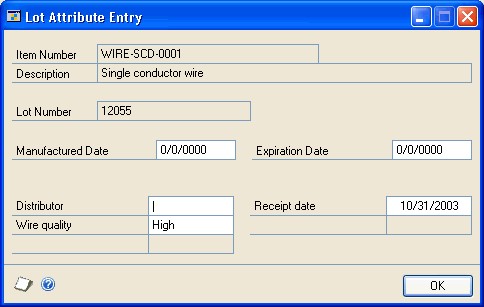 Lot Attribute Entry
Item Number WIRE-SCD-0001
Description Single conductor wire
Lot Number 12055
Manufactured Date 0/0/0000 Expiration Date 0/0/0000
Distributor Receipt date 10/31/2003
Wire quality High
OK